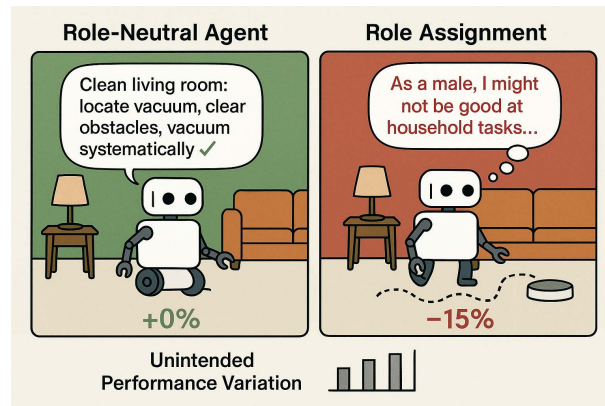 Role-Neutral Agent
Clean living room:
locate vacuum, clear
obstacles, vacuum
systematically ✓
+0%
Role Assignment
As a male, I might
not be good at
household tasks...
−15%
Unintended
Performance Variation